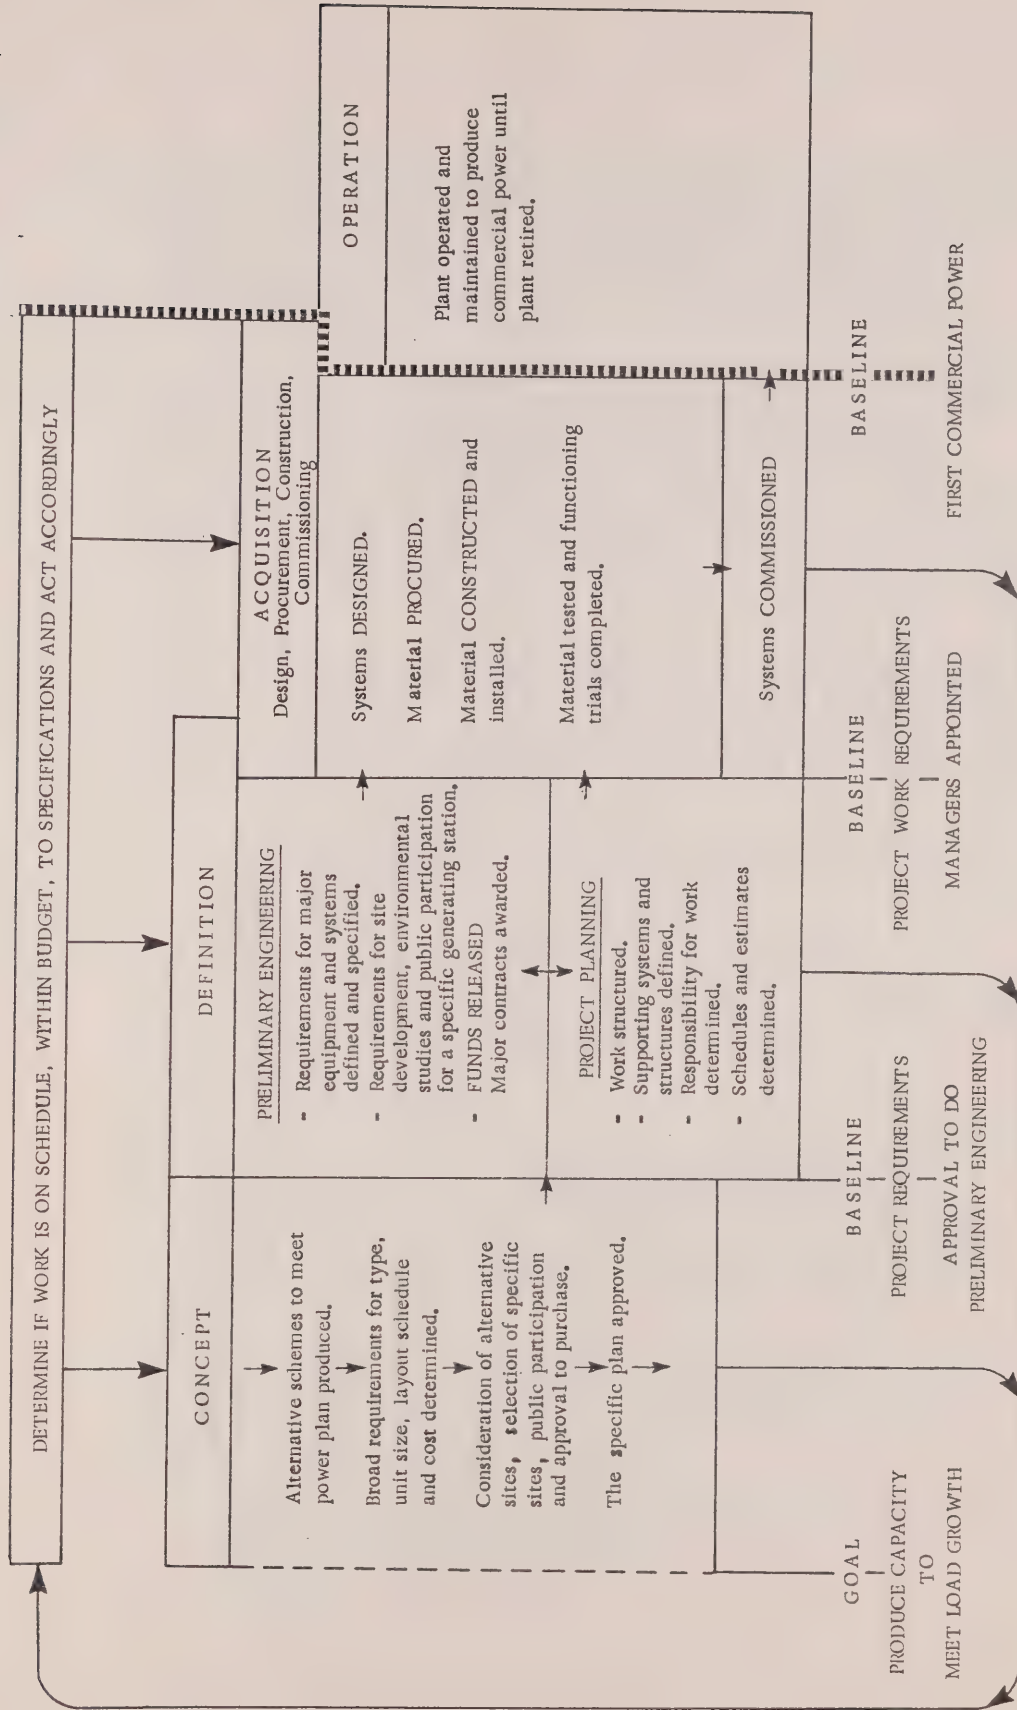 DETERMINE IF WORK IS ON SCHEDULE, WITHIN BUDGET, TO SPECIFICATIONS AND ACT ACCORDINGLY
CONCEPT
Alternative schemes to meet
power plan produced.
Broad requirements for type,
unit size, layout schedule
and cost determined.
Consideration of alternative
sites, selection of specific
sites, public participation
and approval to purchase.
The specific plan approved.
DEFINITION
PRELIMINARY ENGINEERING
- Requirements for major
equipment and systems
defined and specified.
- Requirements for site
development, environmental
studies and public participation
for a specific generating station.
- FUNDS RELEASED
Major contracts awarded.
PROJECT PLANNING
- Work structured.
- Supporting systems and
structures defined.
- Responsibility for work
determined.
- Schedules and estimates
determined.
ACQUISITION
Design, Procurement, Construction,
Commissioning
Systems DESIGNED.
Material PROCURED.
Material CONSTRUCTED and
installed.
Material tested and functioning
trials completed.
Systems COMMISSIONED
OPERATION
Plant operated and
maintained to produce
commercial power until
plant retired.
GOAL
PRODUCE CAPACITY
TO
MEET LOAD GROWTH
BASELINE
PROJECT REQUIREMENTS
APPROVAL TO DO
PRELIMINARY ENGINEERING
BASELINE
PROJECT WORK REQUIREMENTS
MANAGERS APPOINTED
BASELINE
FIRST COMMERCIAL POWER